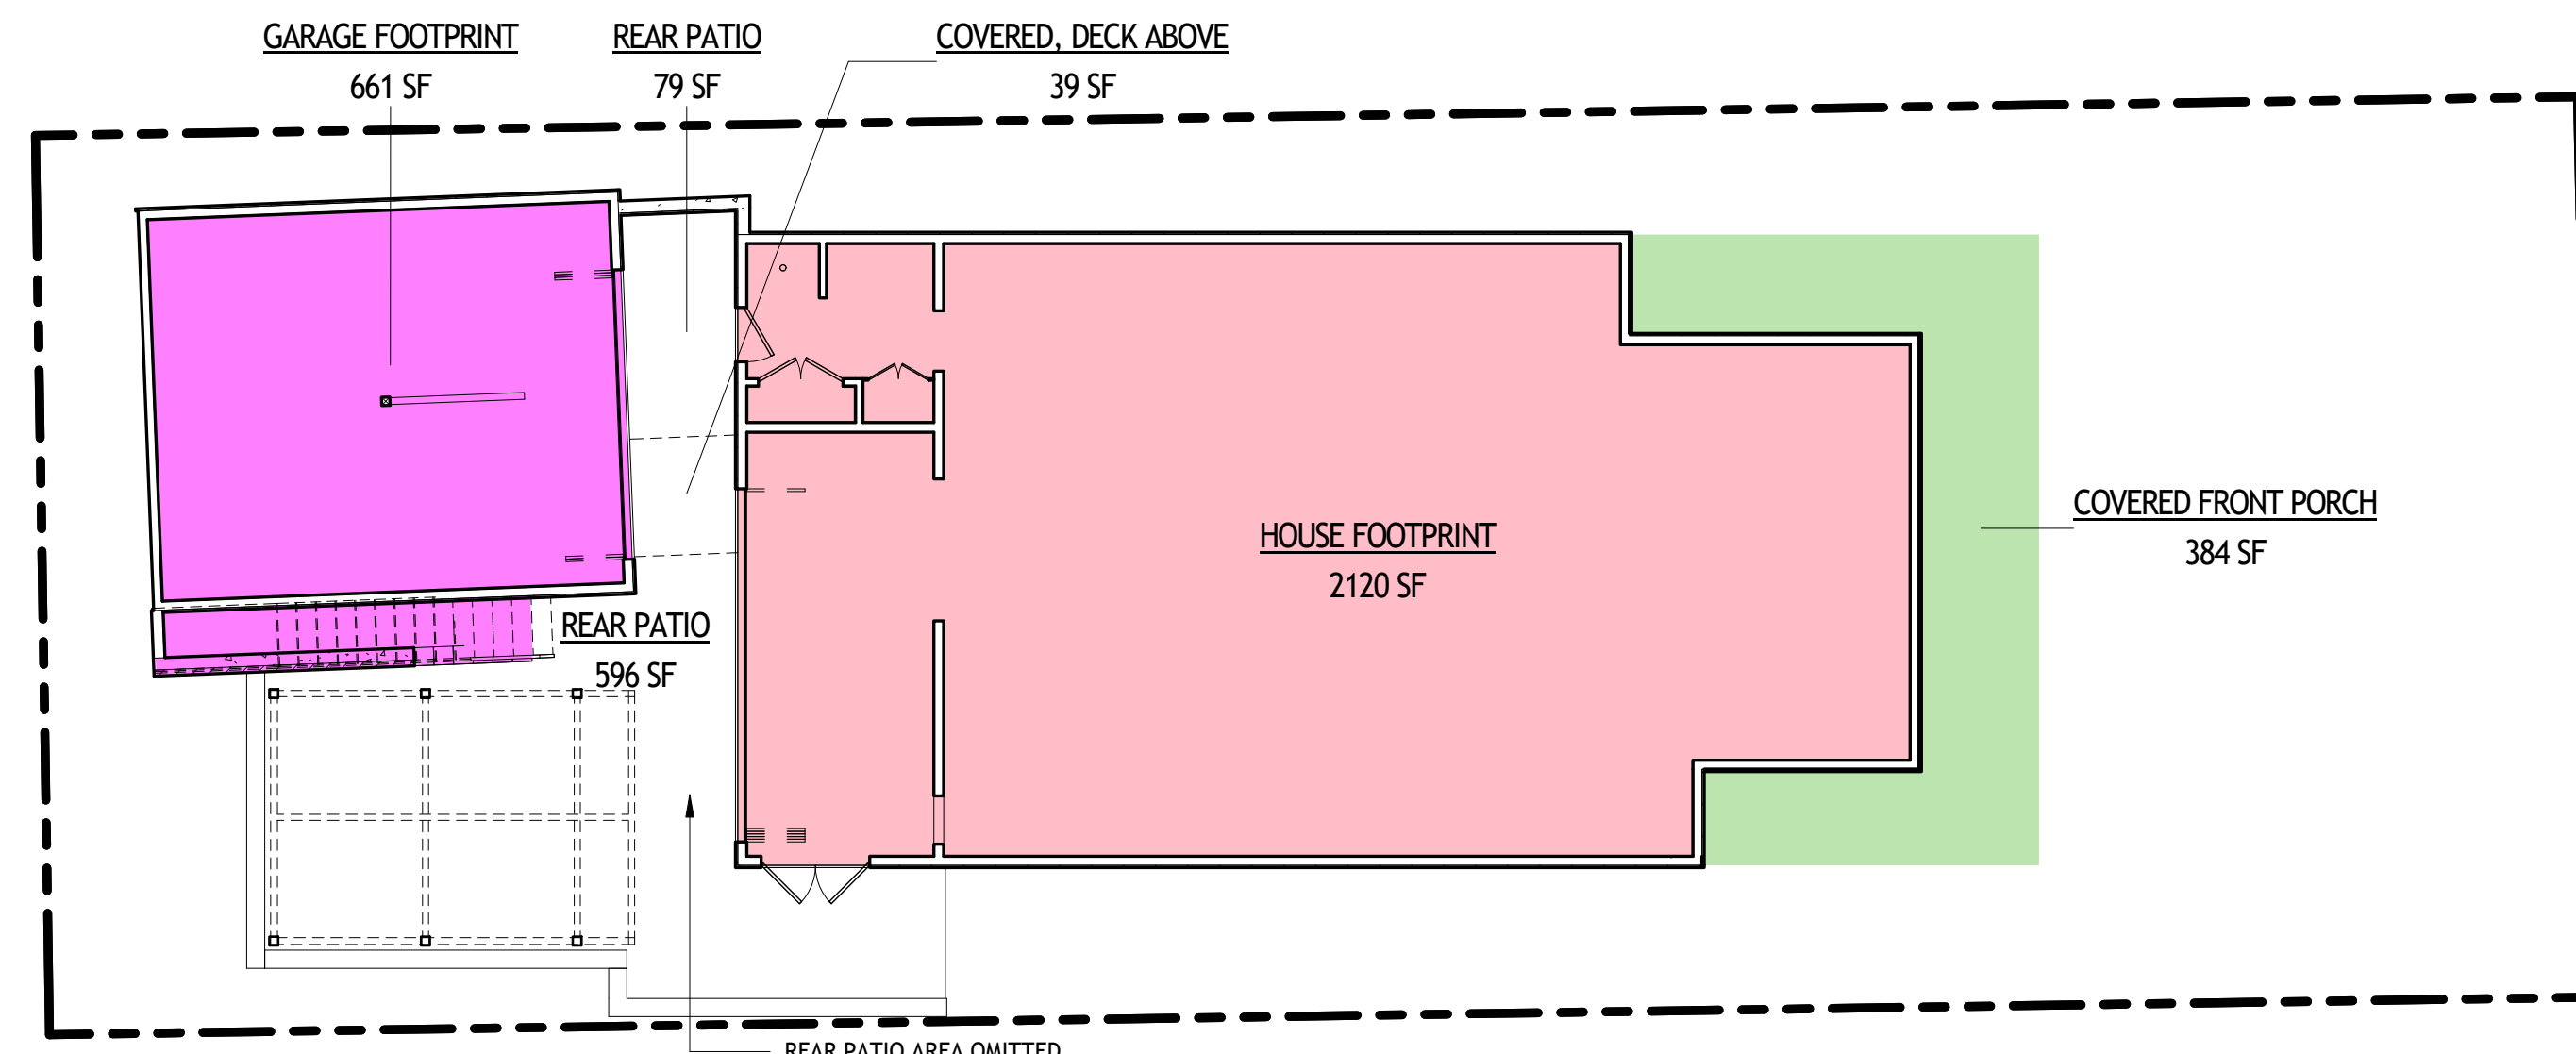 GARAGE FOOTPRINT
661 SF
REAR PATIO
79 SF
COVERED, DECK ABOVE
39 SF
HOUSE FOOTPRINT
2120 SF
COVERED FRONT PORCH
384 SF
REAR PATIO
596 SF
REAR PATIO AREA OMITTED